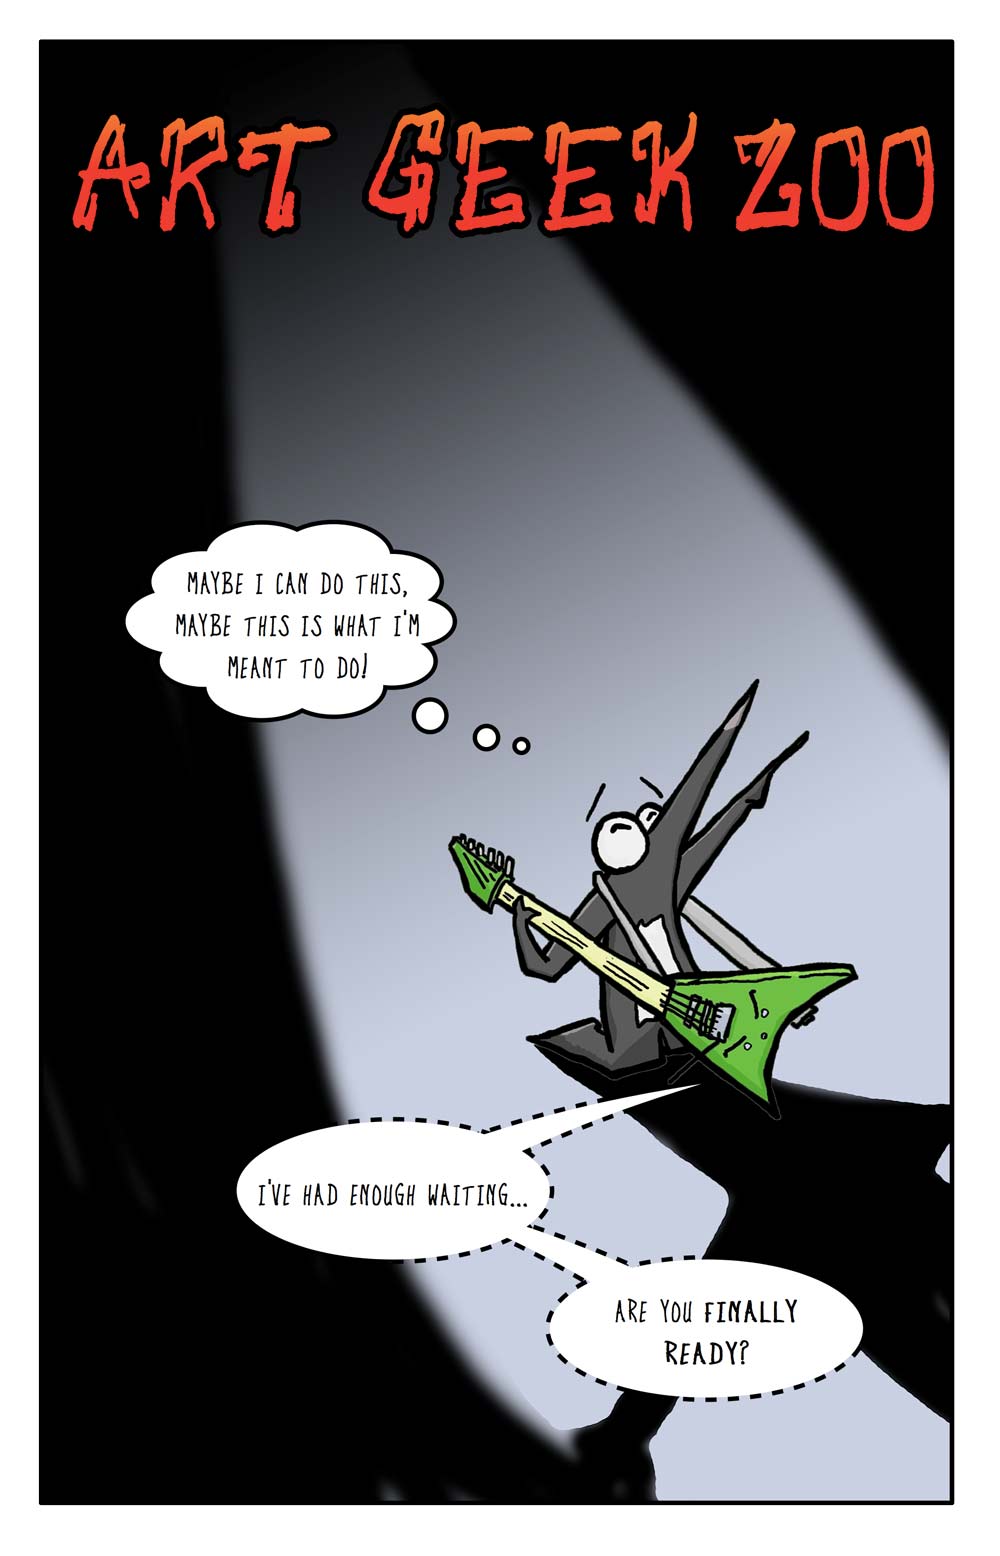 ART GEEK ZOO
MAYBE I CAN DO THIS,
MAYBE THIS IS WHAT I'M
MEANT TO DO!
I'VE HAD ENOUGH WAITING...
ARE YOU FINALLY
READY?